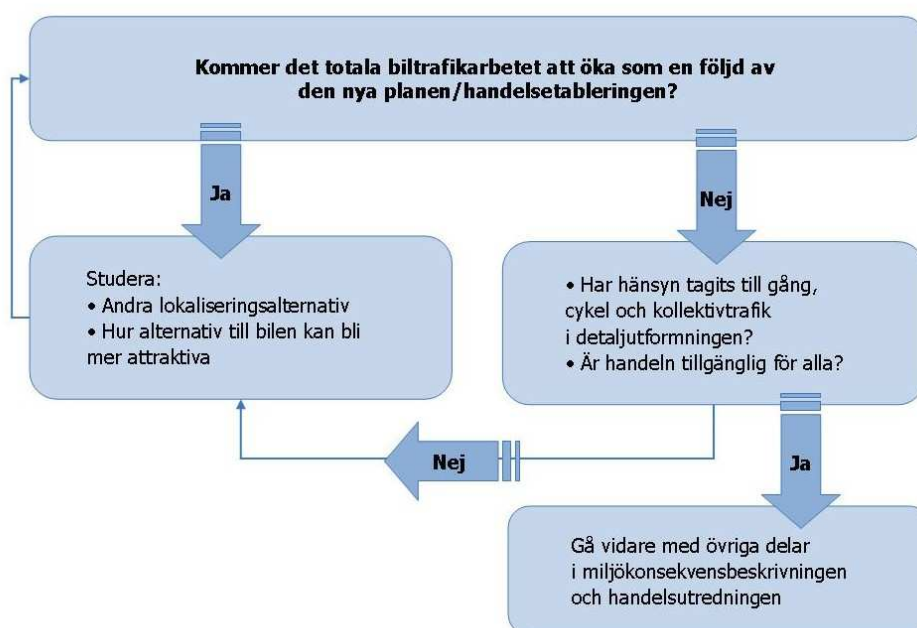 Kommer det totala biltrafikarbetet att öka som en följd av
den nya planen/handelsetableringen?
Ja
Nej
Studera:
• Andra lokaliseringsalternativ
• Hur alternativ till bilen kan bli
mer attraktiva
• Har hänsyn tagits till gång,
cykel och kollektivtrafik
i detaljutformningen?
• Är handeln tillgänglig för alla?
Nej
Ja
Gå vidare med övriga delar
i miljökonsekvensbeskrivningen
och handelsutredningen